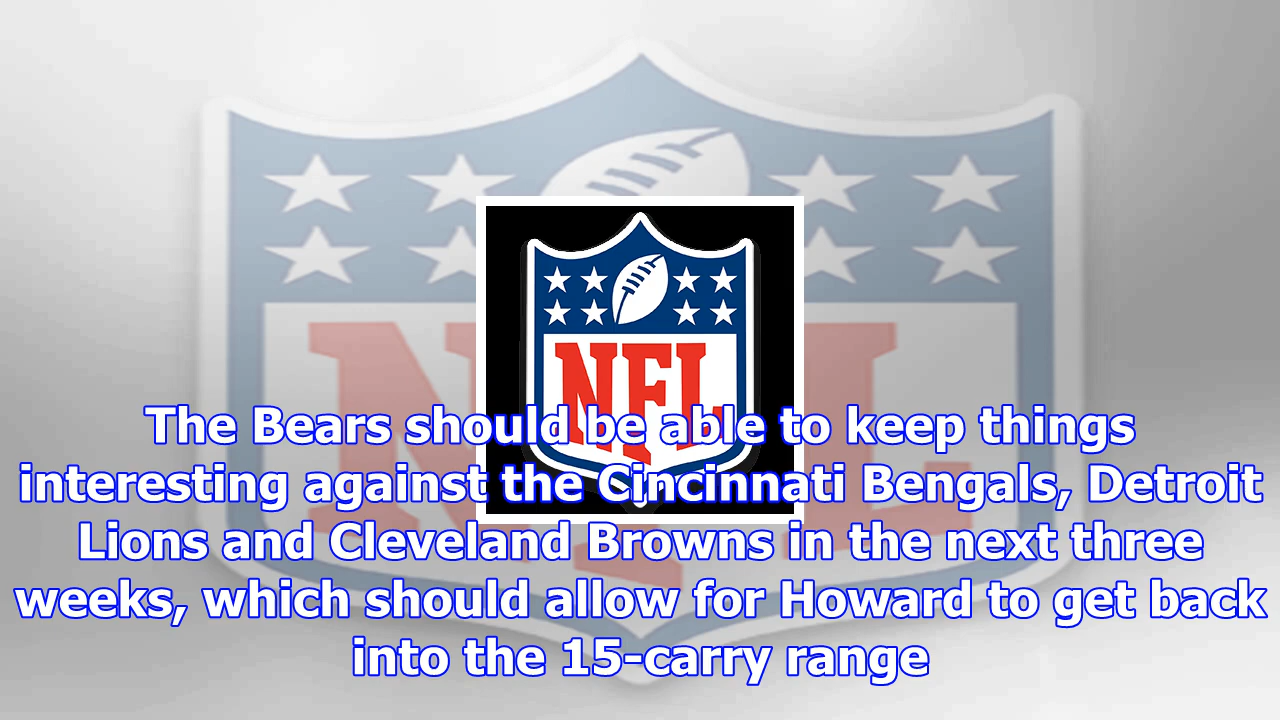 NFL
The Bears should be able to keep things
interesting against the Cincinnati Bengals, Detroit
Lions and Cleveland Browns in the next three
weeks, which should allow for Howard to get back
into the 15-carry range